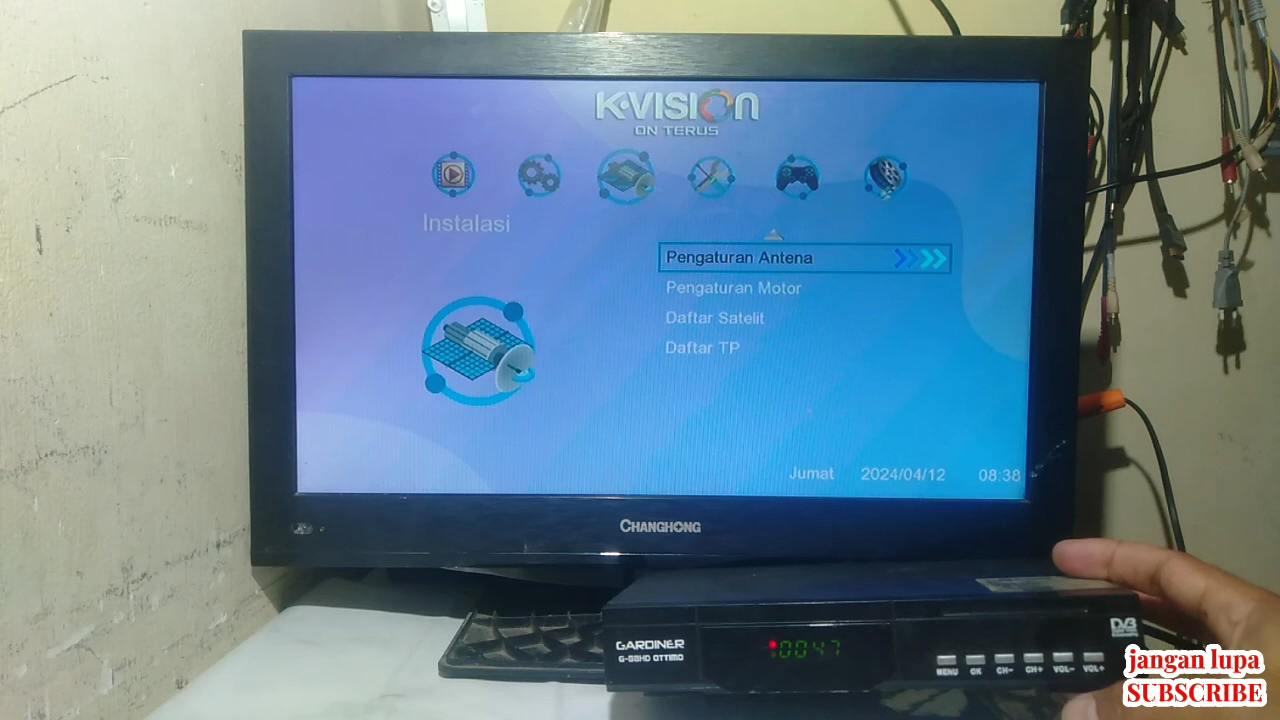 K-VISION
ON TERUS
Instalasi
Pengaturan Antena
Pengaturan Motor
Daftar Satelit
Daftar TP
Jumat 2024/04/12 08:38
CHANGHONG
GARDINER
G-88HD OTTIMO
0047
DVB
MENU OK CH- CH+ VOL- VOL+
jangan lupa
SUBSCRIBE